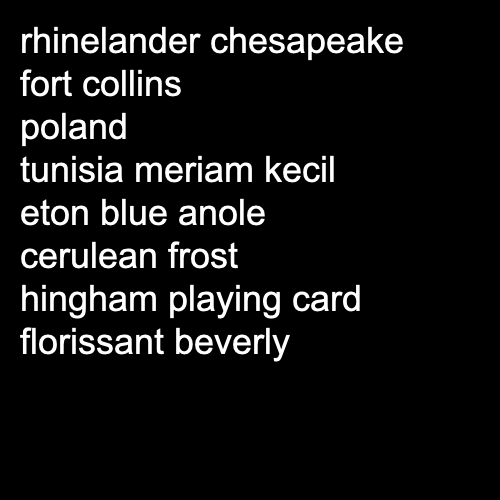 rhinelander chesapeake
fort collins
poland
tunisia meriam kecil
eton blue anole
cerulean frost
hingham playing card
florissant beverly